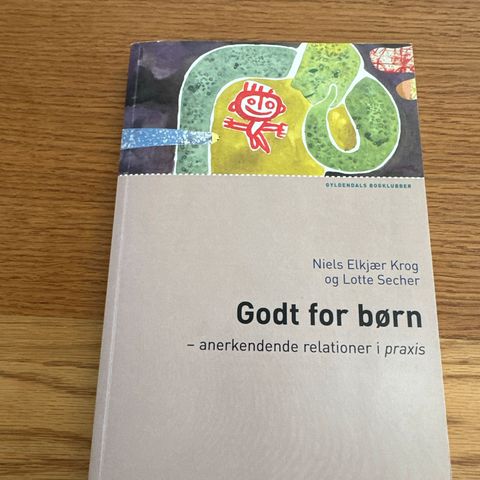 GYLDENDALS BOGKLUBBER
Niels Elkjær Krog
og Lotte Secher
Godt for børn
– anerkendende relationer i praxis